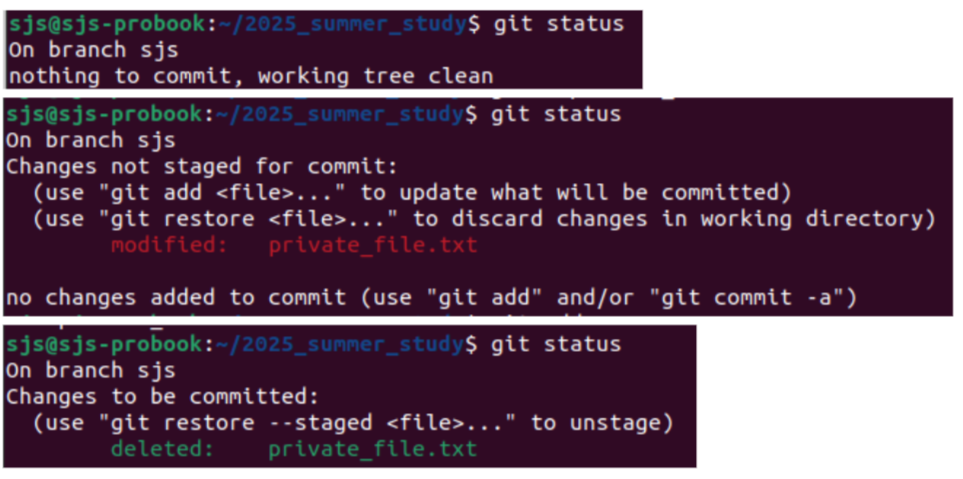 sjs@sjs-probook:~/2025_summer_study$ git status
On branch sjs
nothing to commit, working tree clean
sjs@sjs-probook:~/2025_summer_study$ git status
On branch sjs
Changes not staged for commit:
  (use "git add <file>..." to update what will be committed)
  (use "git restore <file>..." to discard changes in working directory)
        modified:   private_file.txt
no changes added to commit (use "git add" and/or "git commit -a")
sjs@sjs-probook:~/2025_summer_study$ git status
On branch sjs
Changes to be committed:
  (use "git restore --staged <file>..." to unstage)
        deleted:    private_file.txt